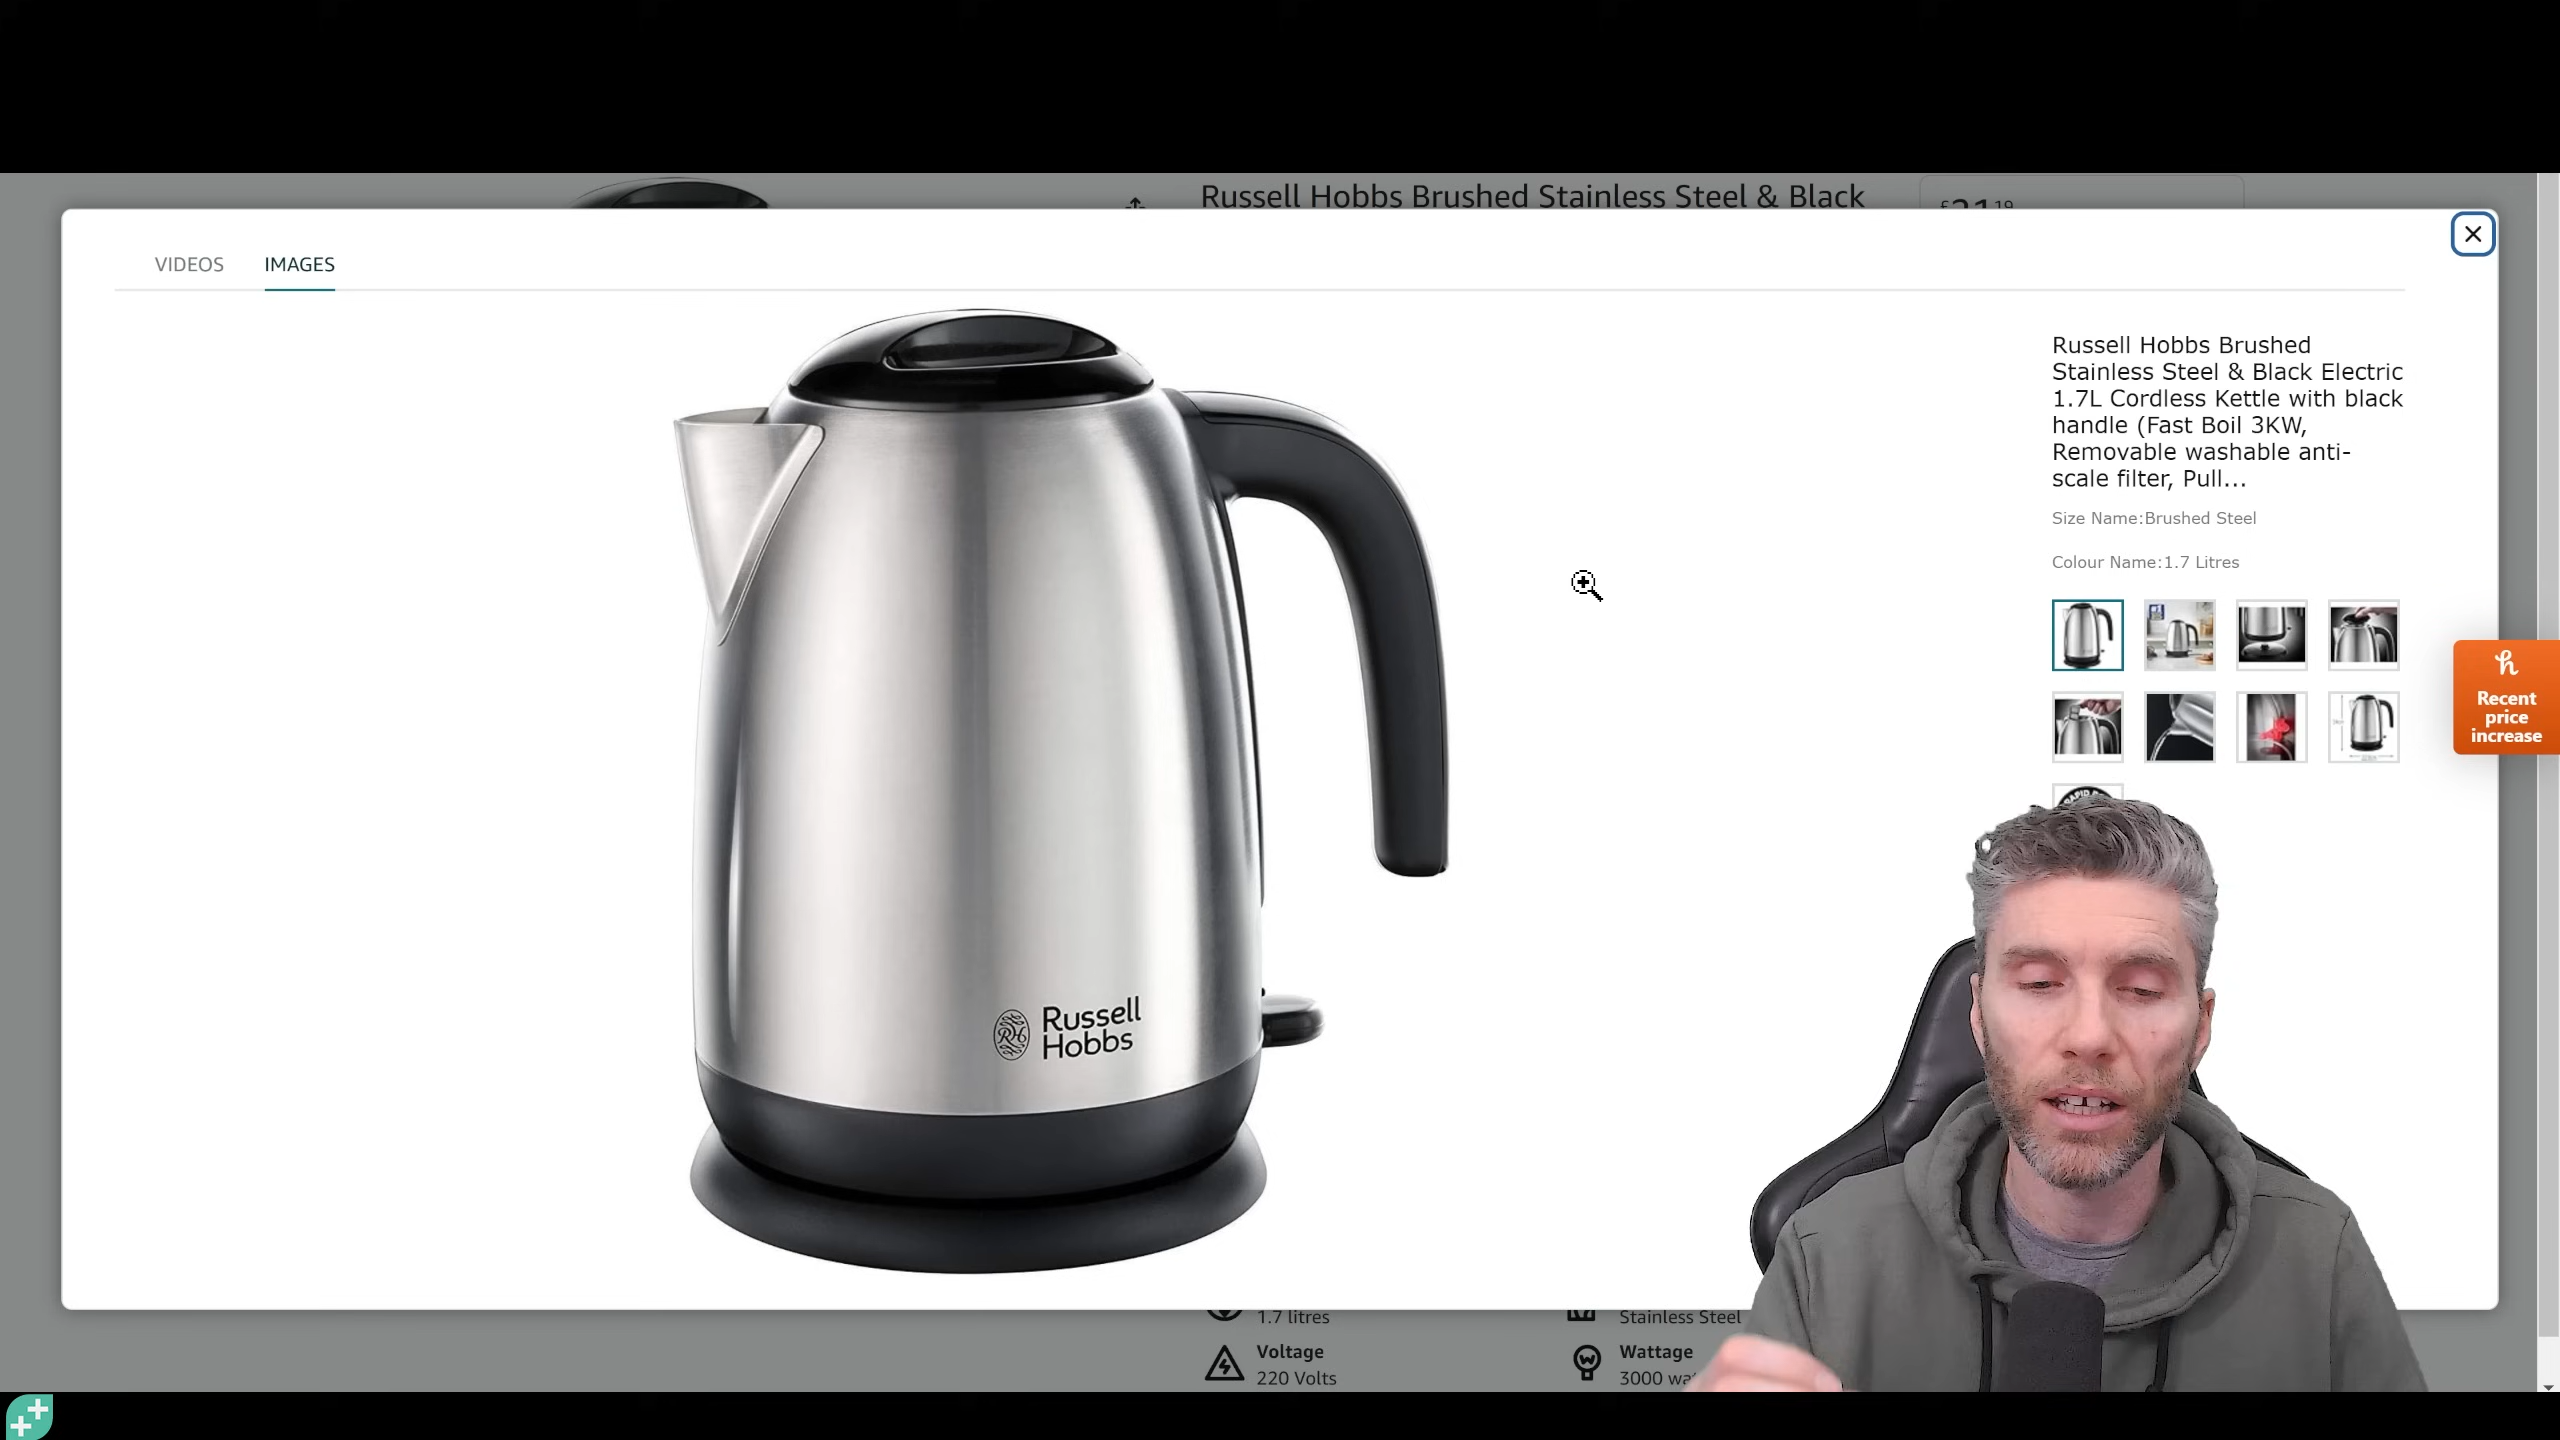 Russell Hobbs Brushed Stainless Steel & Black
VIDEOS
IMAGES
Russell Hobbs Brushed
Stainless Steel & Black Electric
1.7L Cordless Kettle with black
handle (Fast Boil 3KW,
Removable washable anti-
scale filter, Pull...
Size Name:Brushed Steel
Colour Name:1.7 Litres
Recent
price
increase
Russell
Hobbs
1.7 litres
Stainless Steel
Voltage
220 Volts
Wattage
3000